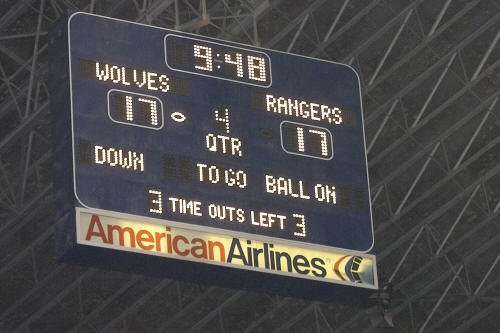 9:48
WOLVES RANGERS
17 4 17
QTR
DOWN TO GO BALL ON
3 TIME OUTS LEFT 3
AmericanAirlines